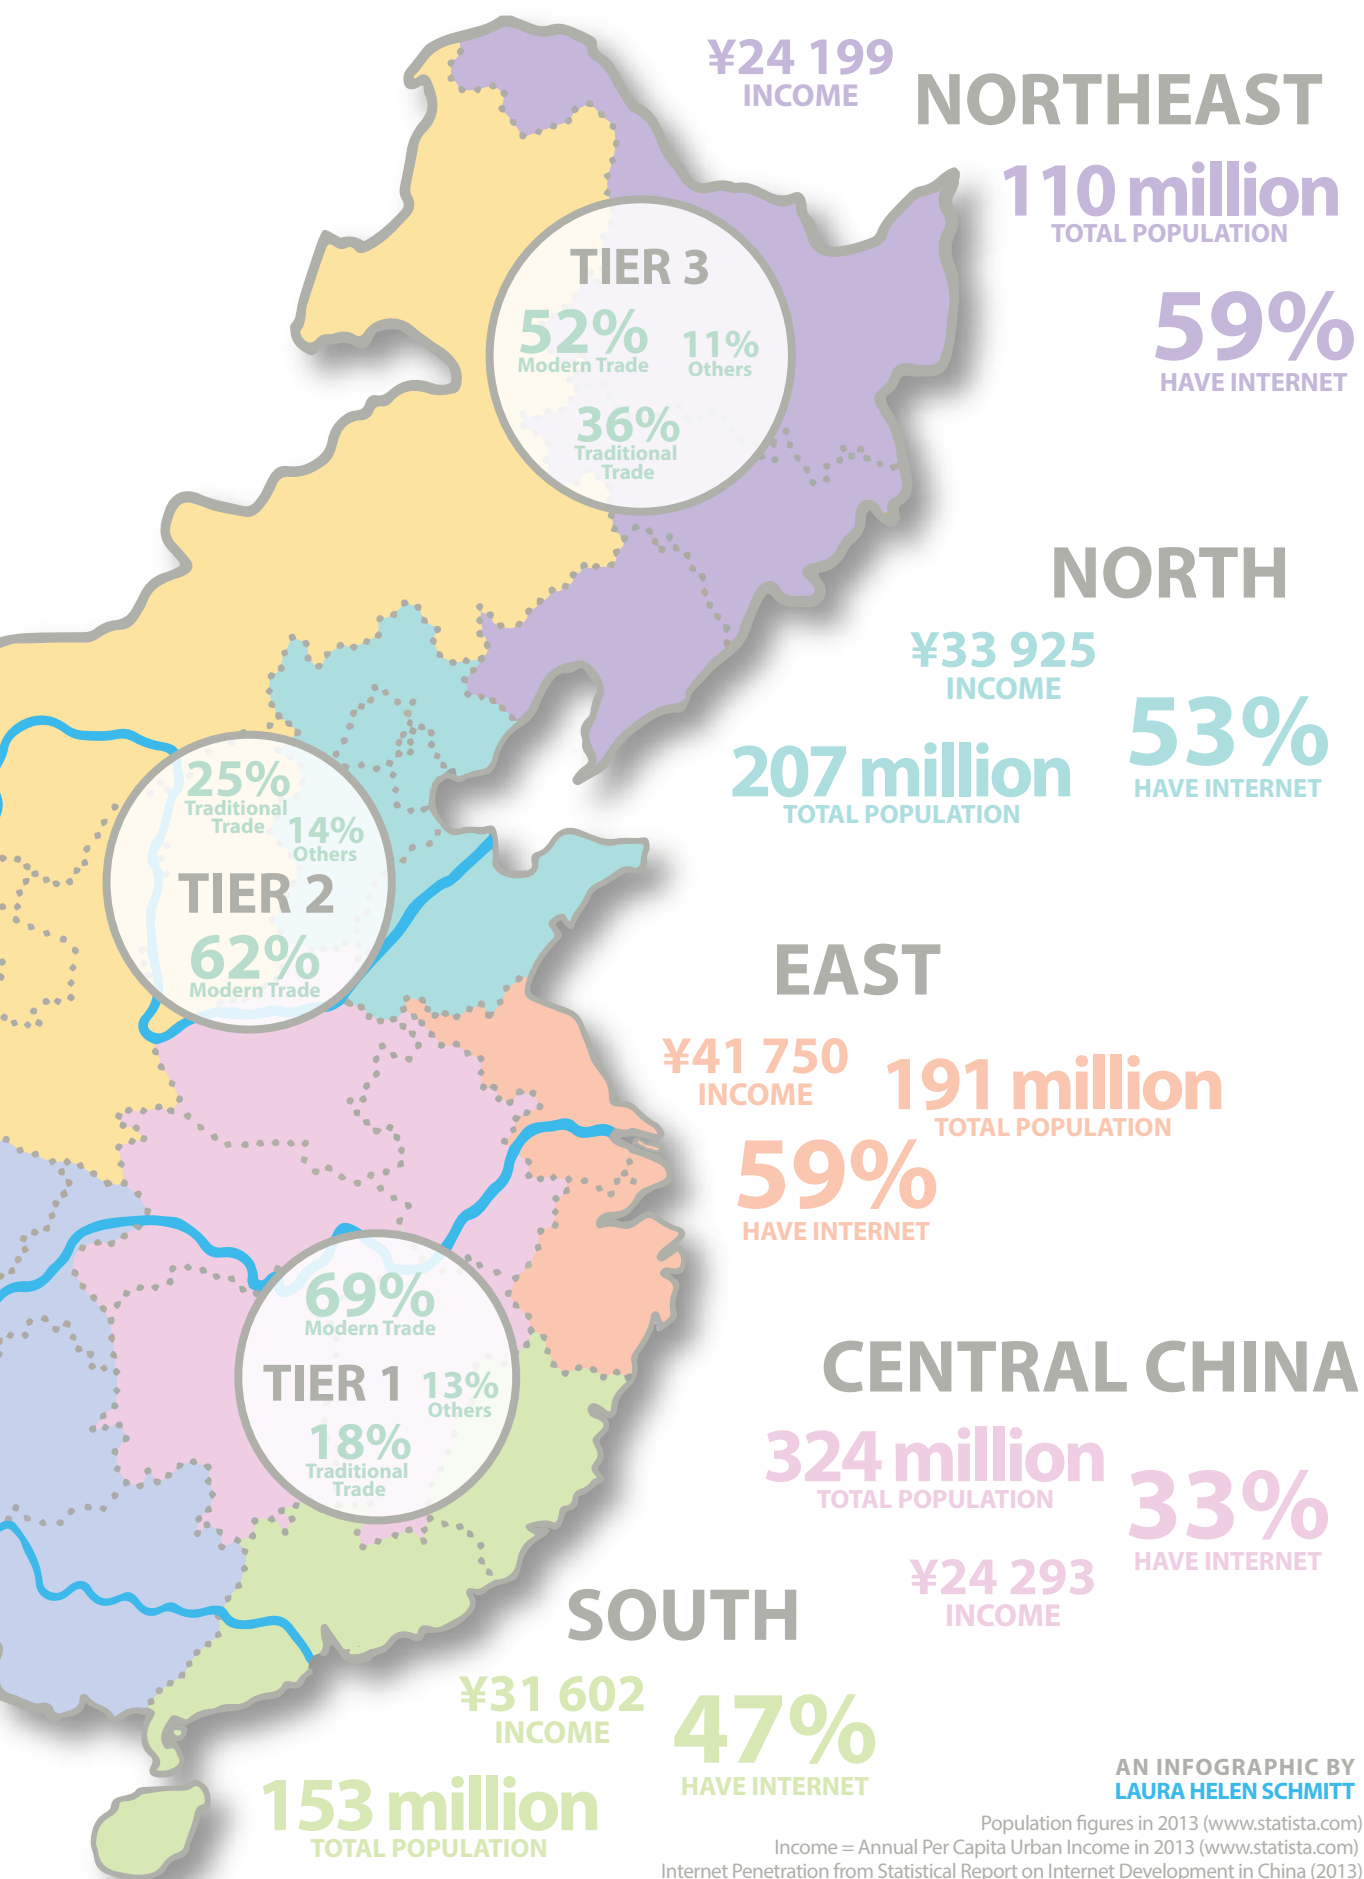 ¥24 199
INCOME
NORTHEAST
110 million
TOTAL POPULATION
59%
HAVE INTERNET
TIER 3
52%
Modern Trade
11%
Others
36%
Traditional
Trade
NORTH
¥33 925
INCOME
53%
HAVE INTERNET
207 million
TOTAL POPULATION
25%
Traditional
Trade
14%
Others
TIER 2
62%
Modern Trade
EAST
¥41 750
INCOME
191 million
TOTAL POPULATION
59%
HAVE INTERNET
69%
Modern Trade
TIER 1
13%
Others
18%
Traditional
Trade
CENTRAL CHINA
324 million
TOTAL POPULATION
33%
HAVE INTERNET
¥24 293
INCOME
SOUTH
¥31 602
INCOME
47%
HAVE INTERNET
153 million
TOTAL POPULATION
AN INFOGRAPHIC BY
LAURA HELEN SCHMITT
Population figures in 2013 (www.statista.com)
Income = Annual Per Capita Urban Income in 2013 (www.statista.com)
Internet Penetration from Statistical Report on Internet Development in China (2013)